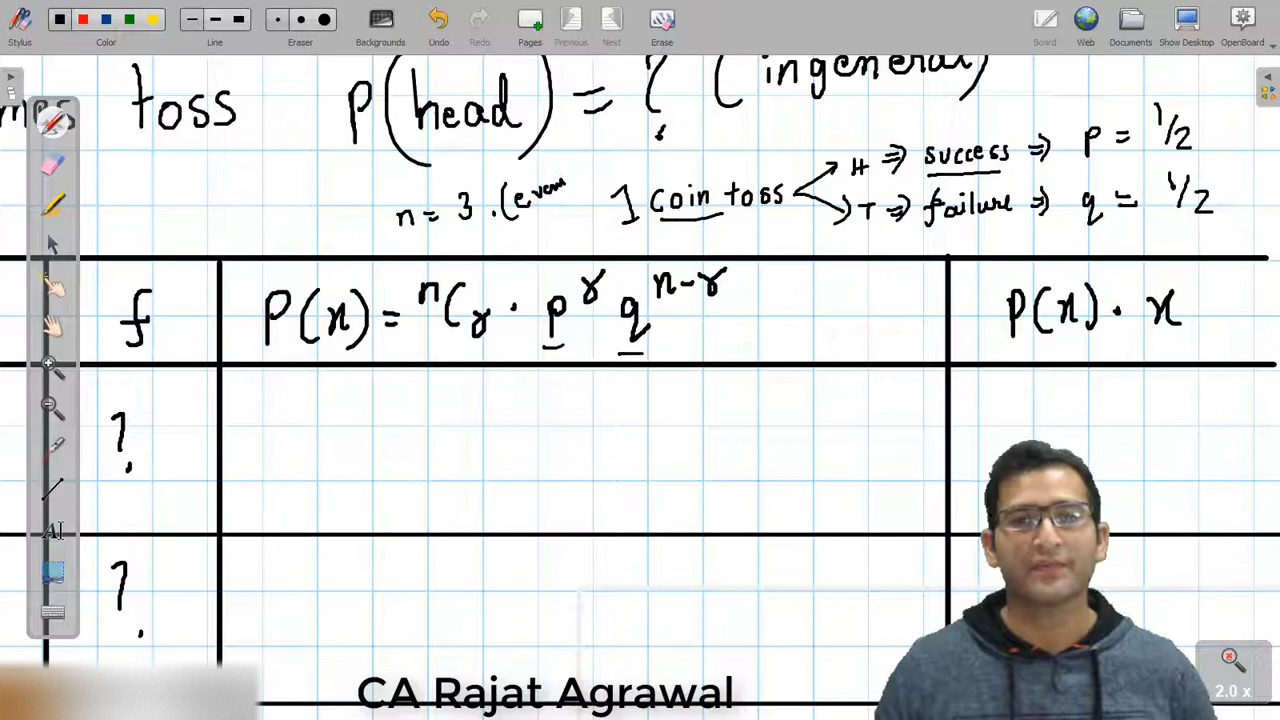 Stylus Color Line Eraser Backgrounds Undo Redo Pages Previous Next Erase Board Web Documents Show Desktop OpenBoard
toss P(head) = ? (in general)
H ⇒ success ⇒ p = 1/2
n = 3 . (even 1 coin toss
T ⇒ failure ⇒ q = 1/2
f P(x) = ⁿCᵣ · pʳ qⁿ⁻ʳ P(x) · x
?
?
CA Rajat Agrawal
2.0 x